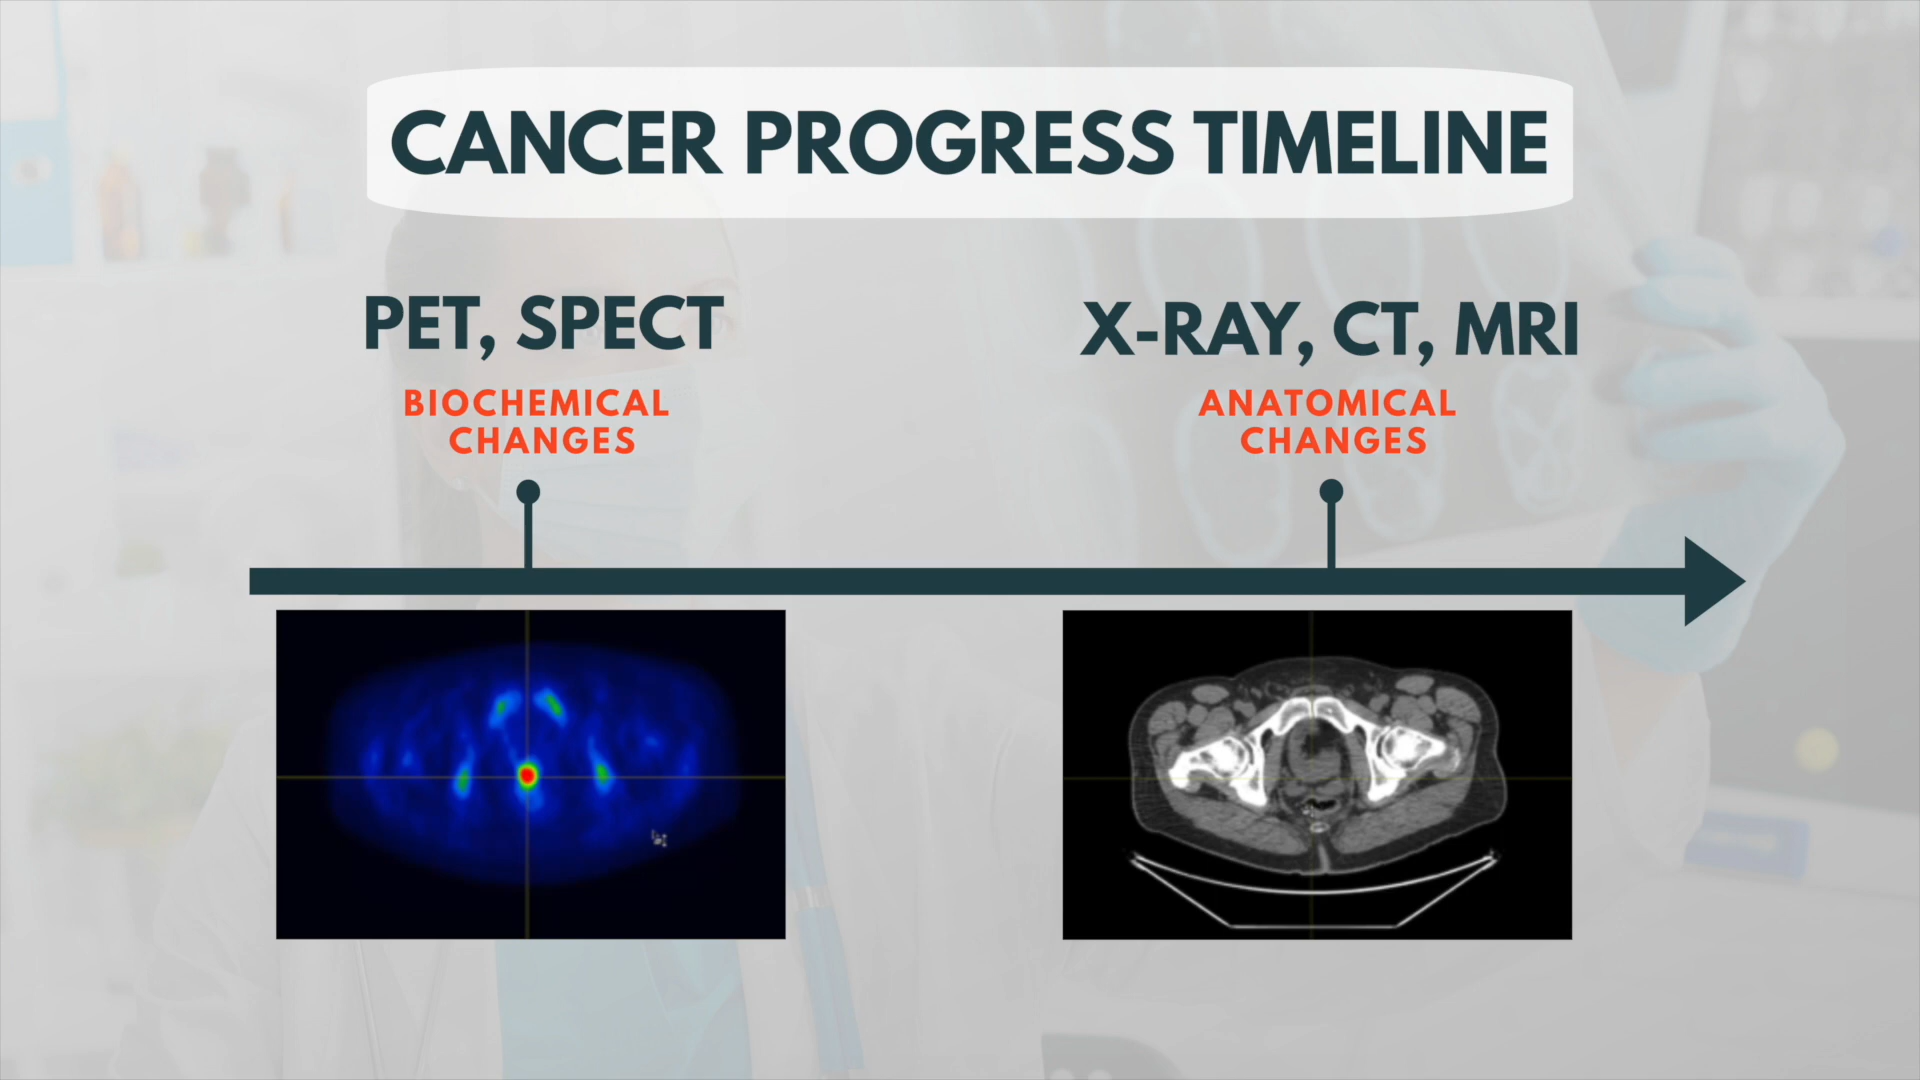 CANCER PROGRESS TIMELINE
PET, SPECT
BIOCHEMICAL
CHANGES
X-RAY, CT, MRI
ANATOMICAL
CHANGES